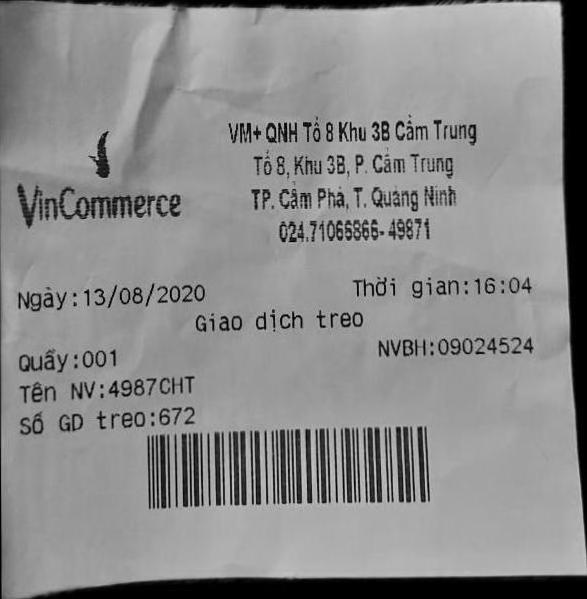 VinCommerce
VM+ QNH Tổ 8 Khu 3B Cẩm Trung
Tổ 8, Khu 3B, P. Cẩm Trung
TP. Cẩm Phả, T. Quảng Ninh
024.71066866-49871
Ngày:13/08/2020 Thời gian:16:04
Giao dịch treo
Quầy:001 NVBH:09024524
Tên NV:4987CHT
Số GD treo:672